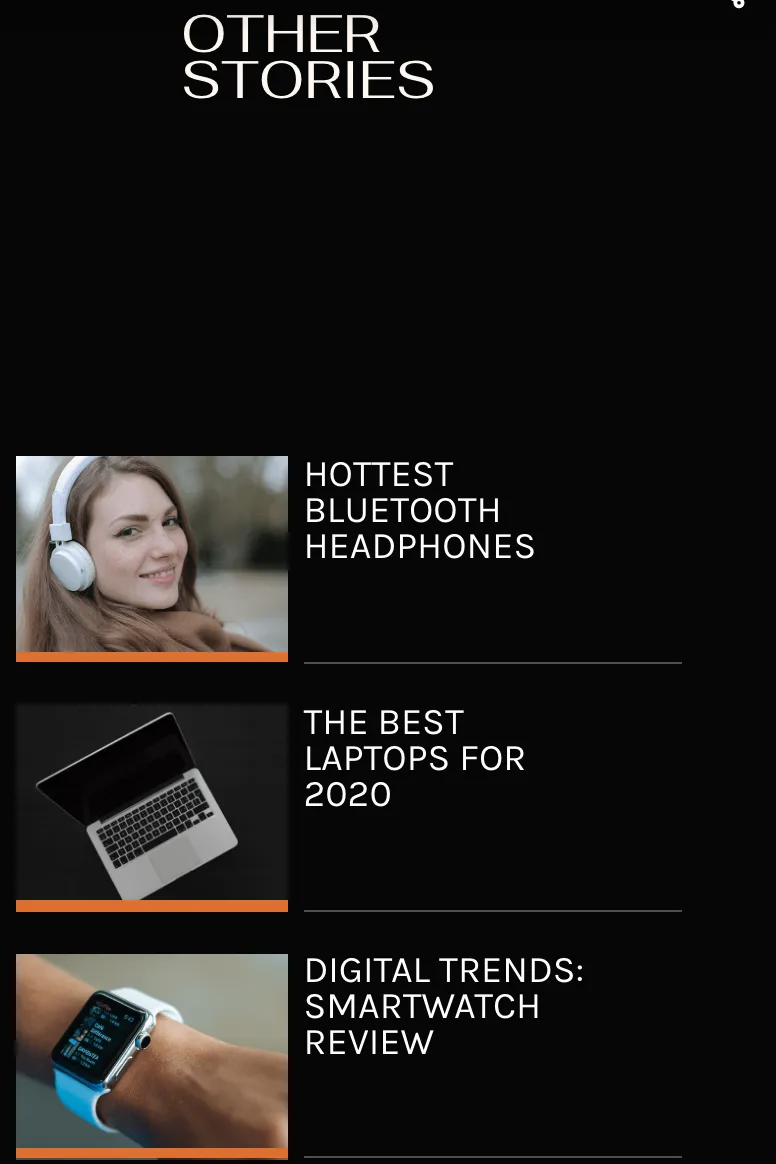 OTHER
STORIES
HOTTEST
BLUETOOTH
HEADPHONES
THE BEST
LAPTOPS FOR
2020
DIGITAL TRENDS:
SMARTWATCH
REVIEW